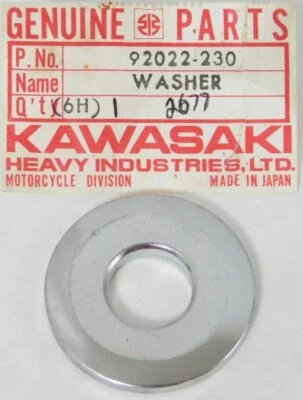 GENUINE PARTS
P. No. 92022-230
Name WASHER
Q'ty (6H) 1 2677
KAWASAKI
HEAVY INDUSTRIES, LTD.
MOTORCYCLE DIVISION MADE IN JAPAN